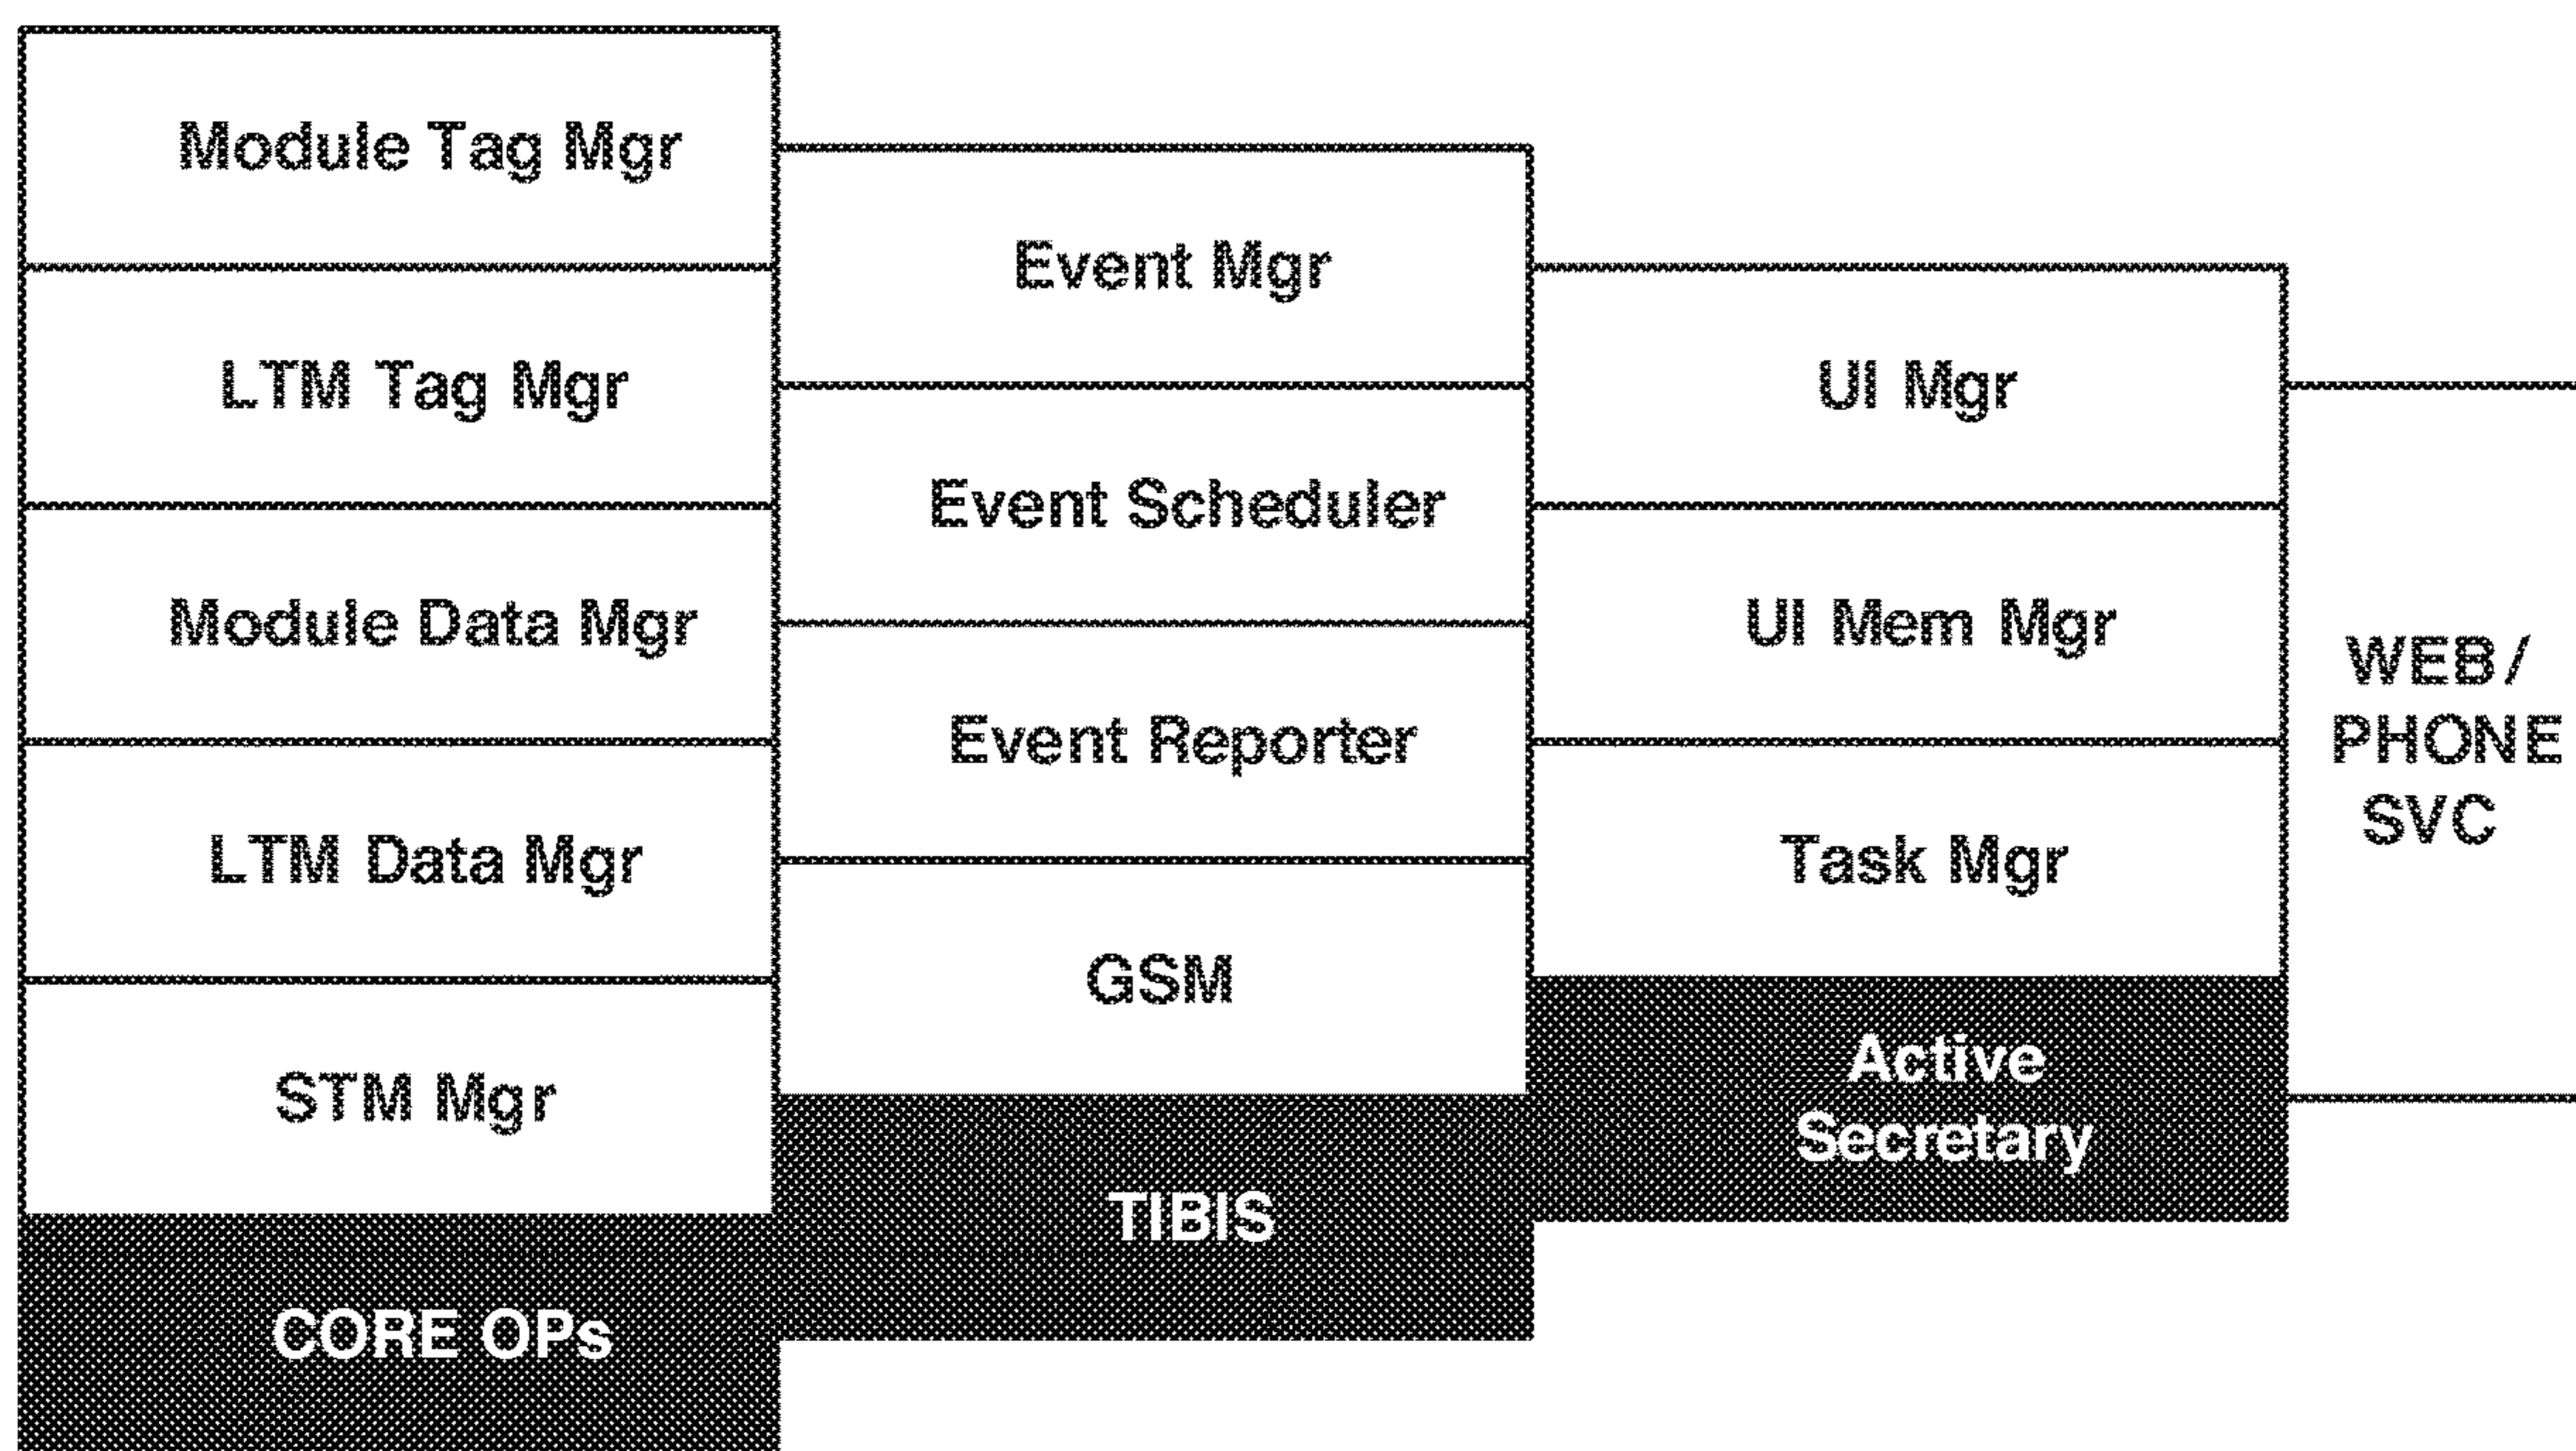 Module Tag Mgr
LTM Tag Mgr
Module Data Mgr
LTM Data Mgr
STM Mgr
CORE OPs
Event Mgr
Event Scheduler
Event Reporter
GSM
TIBIS
UI Mgr
UI Mem Mgr
Task Mgr
Active
Secretary
WEB/
PHONE
SVC